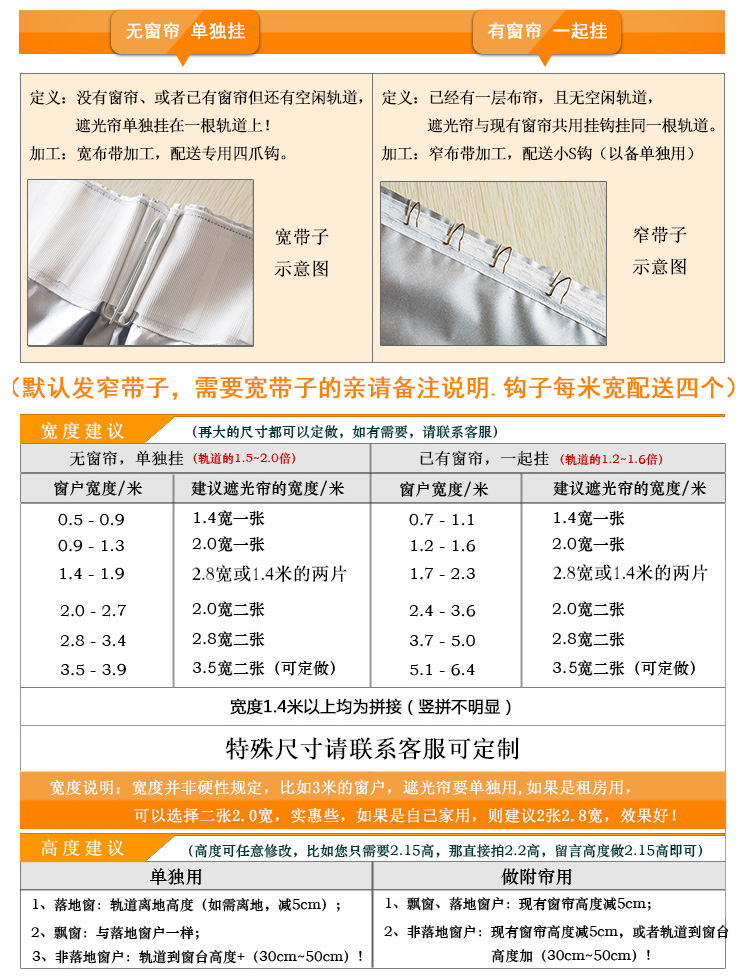 无窗帘 单独挂
有窗帘 一起挂
定义：没有窗帘、或者已有窗帘但还有空闲轨道，
遮光帘单独挂在一根轨道上！
加工：宽布带加工，配送专用四爪钩。
宽带子
示意图
定义：已经有一层布帘，且无空闲轨道，
遮光帘与现有窗帘共用挂钩挂同一根轨道。
加工：窄布带加工，配送小S钩（以备单独用）
窄带子
示意图
（默认发窄带子，需要宽带子的亲请备注说明.钩子每米宽配送四个）
宽度建议 （再大的尺寸都可以定做，如有需要，请联系客服）
无窗帘，单独挂（轨道的1.5~2.0倍） 已有窗帘，一起挂（轨道的1.2~1.6倍）
窗户宽度/米 建议遮光帘的宽度/米 窗户宽度/米 建议遮光帘的宽度/米
0.5 - 0.9 1.4宽一张 0.7 - 1.1 1.4宽一张
0.9 - 1.3 2.0宽一张 1.2 - 1.6 2.0宽一张
1.4 - 1.9 2.8宽或1.4米的两片 1.7 - 2.3 2.8宽或1.4米的两片
2.0 - 2.7 2.0宽二张 2.4 - 3.6 2.0宽二张
2.8 - 3.4 2.8宽二张 3.7 - 5.0 2.8宽二张
3.5 - 3.9 3.5宽二张（可定做） 5.1 - 6.4 3.5宽二张（可定做）
宽度1.4米以上均为拼接（竖拼不明显）
特殊尺寸请联系客服可定制
宽度说明：宽度并非硬性规定，比如3米的窗户，遮光帘要单独用,如果是租房用，
可以选择二张2.0宽，实惠些，如果是自己家用，则建议2张2.8宽，效果好！
高度建议 （高度可任意修改，比如您只需要2.15高，那直接拍2.2高，留言高度做2.15高即可）
单独用 做附帘用
1、落地窗：轨道离地高度（如需离地，减5cm）；
2、飘窗：与落地窗户一样；
3、非落地窗户：轨道到窗台高度+（30cm~50cm）！
1、飘窗、落地窗户：现有窗帘高度减5cm；
2、非落地窗户：现有窗帘高度减5cm，或者轨道到窗台
高度加（30cm~50cm）！